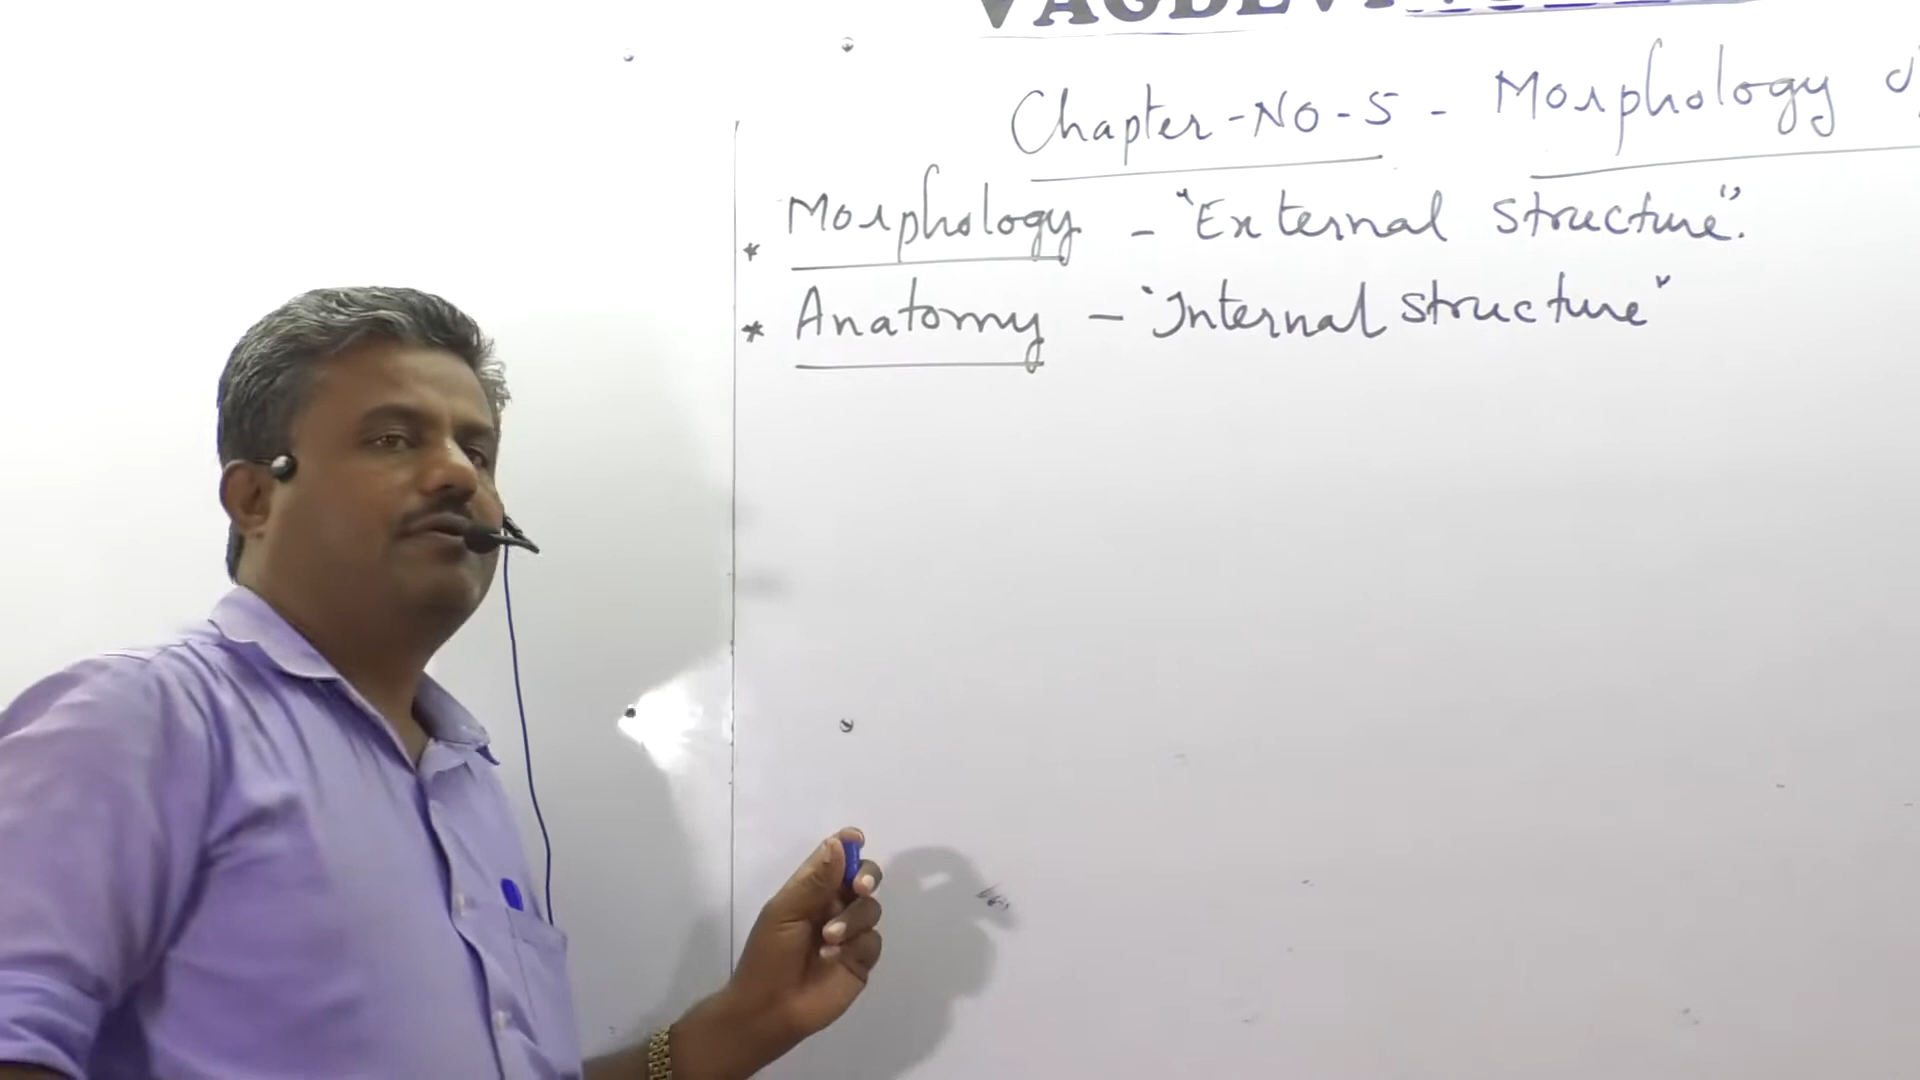 Chapter-NO-5 - Morphology
* Morphology - "External structure".
* Anatomy - "Internal structure"